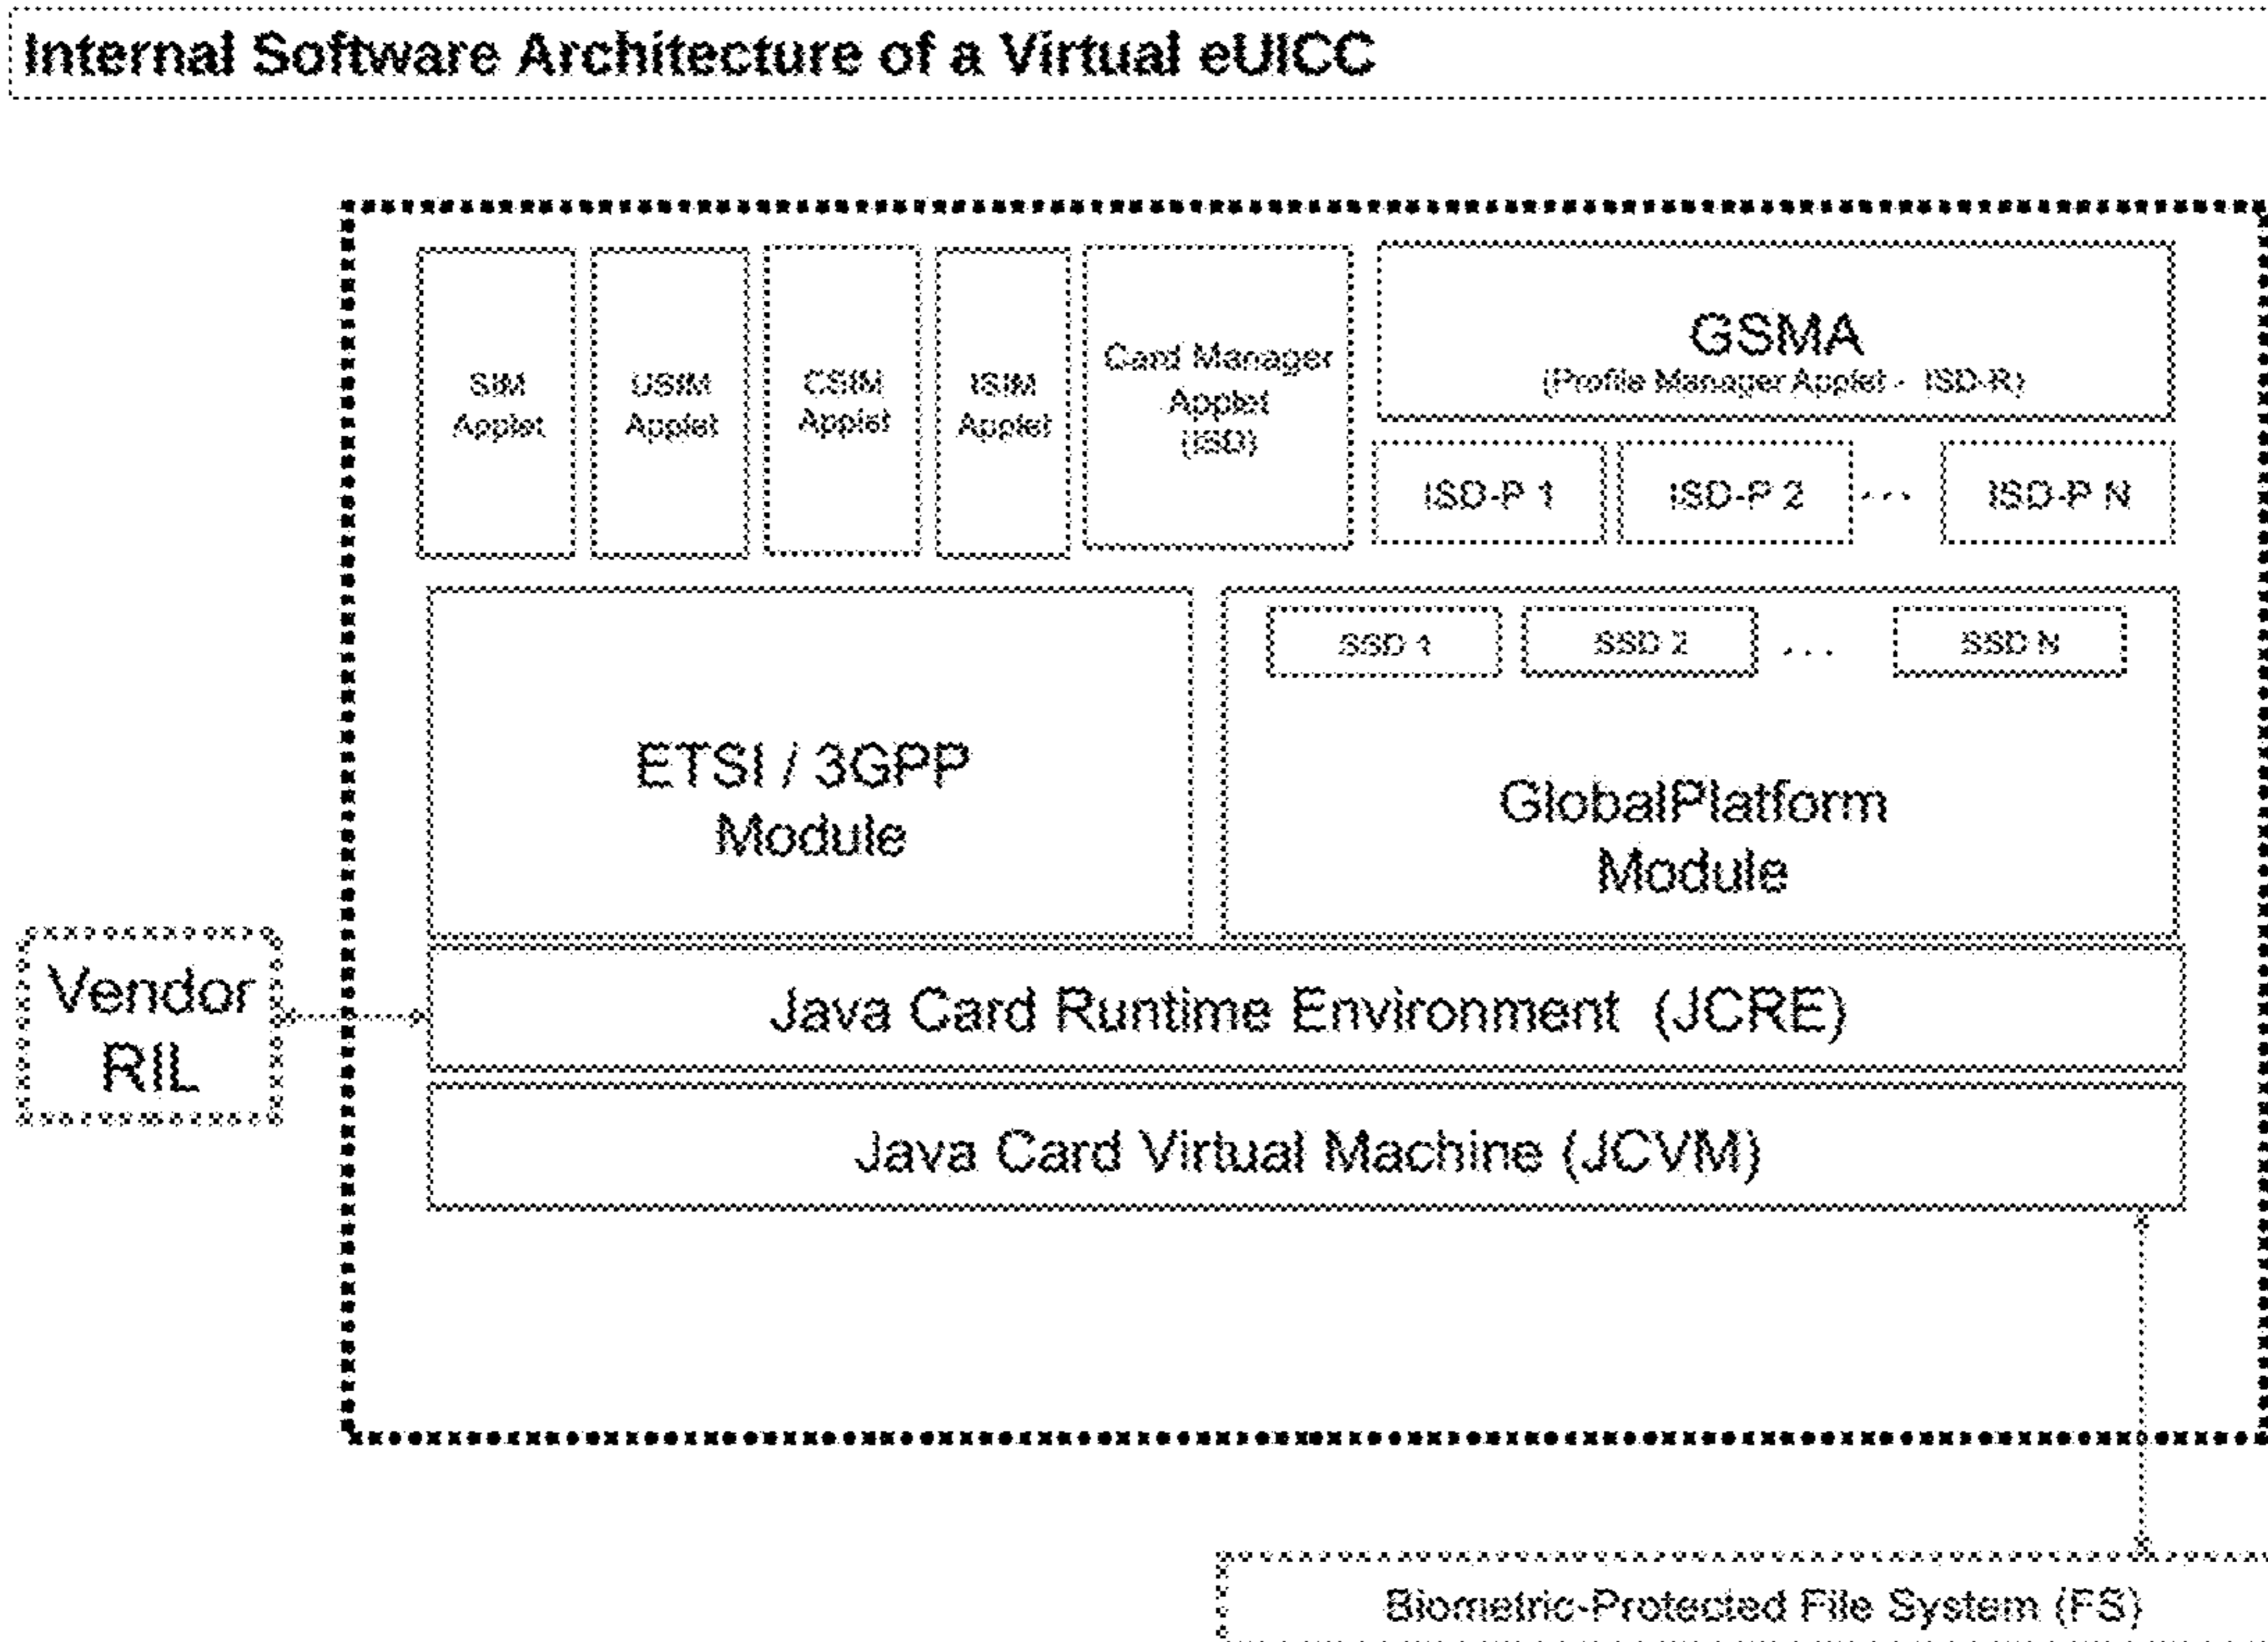 Internal Software Architecture of a Virtual eUICC
SIM
Applet
USIM
Applet
CSIM
Applet
ISIM
Applet
Card Manager
Applet
(ISD)
GSMA
(Profile Manager Applet - ISD-R)
ISD-P 1
ISD-P 2
...
ISD-P N
ETSI / 3GPP
Module
SSD 1
SSD 2
...
SSD N
GlobalPlatform
Module
Vendor
RIL
Java Card Runtime Environment (JCRE)
Java Card Virtual Machine (JCVM)
Biometric-Protected File System (FS)